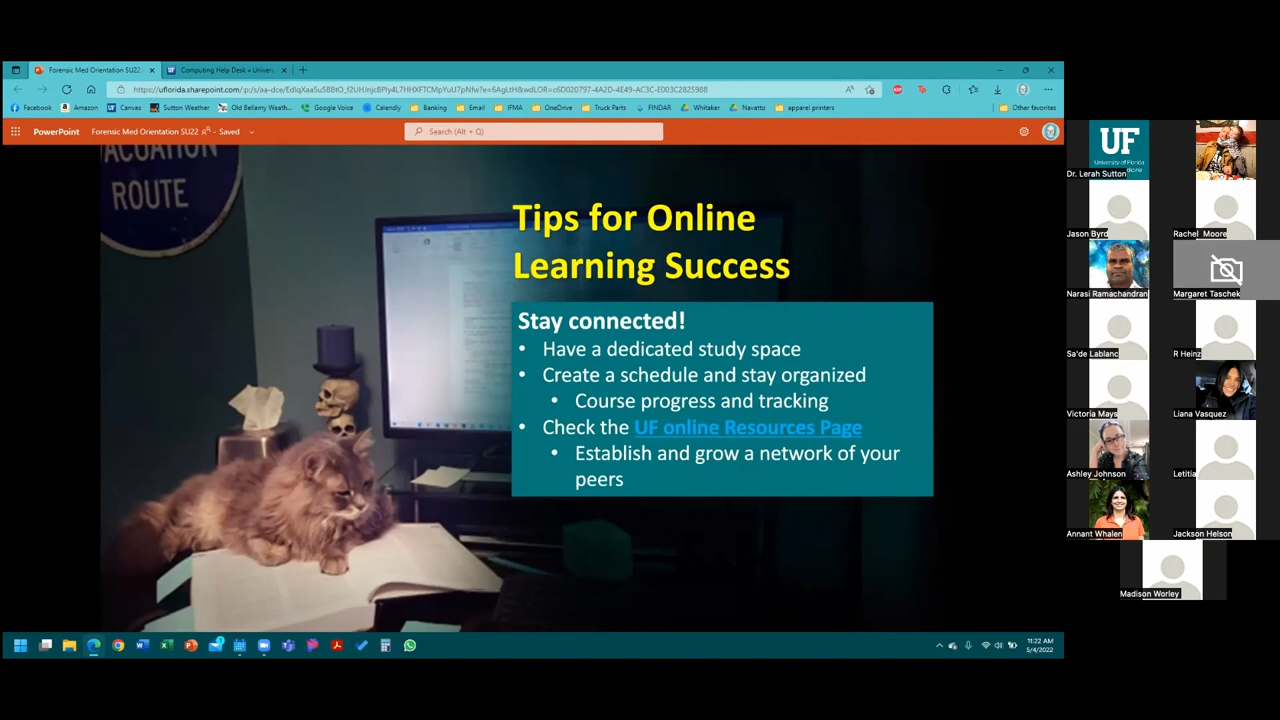 Forensic Med Orientation SU22
Computing Help Desk • Univers
Facebook
Amazon
Canvas
Sutton Weather
Old Bellamy Weath...
Google Voice
Calendly
Banking
Email
IFMA
OneDrive
Truck Parts
FINDAR
Whitaker
Navatto
apparel printers
Other favorites
PowerPoint
Forensic Med Orientation SU22 - Saved
Search (Alt + Q)
ACUATION
ROUTE
Tips for Online
Learning Success
Stay connected!
• Have a dedicated study space
• Create a schedule and stay organized
• Course progress and tracking
• Check the UF online Resources Page
• Establish and grow a network of your
peers
11:22 AM
5/4/2022
UF
University of Florida
Dr. Lerah Sutton
Jason Byrd
Rachel Moore
Narasi Ramachandran
Margaret Taschek
Sa'de Lablanc
R Heinz
Victoria Mays
Liana Vasquez
Ashley Johnson
Letitia
Annant Whalen
Jackson Helson
Madison Worley